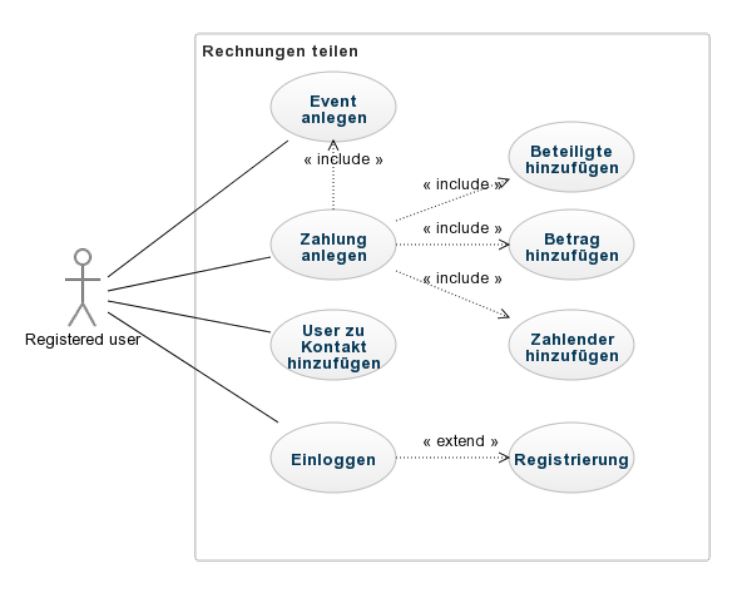 Rechnungen teilen
Event
anlegen
« include »
Beteiligte
hinzufügen
« include »
Zahlung
anlegen
« include »
Betrag
hinzufügen
« include »
Registered user
User zu
Kontakt
hinzufügen
Zahlender
hinzufügen
Einloggen
« extend »
Registrierung